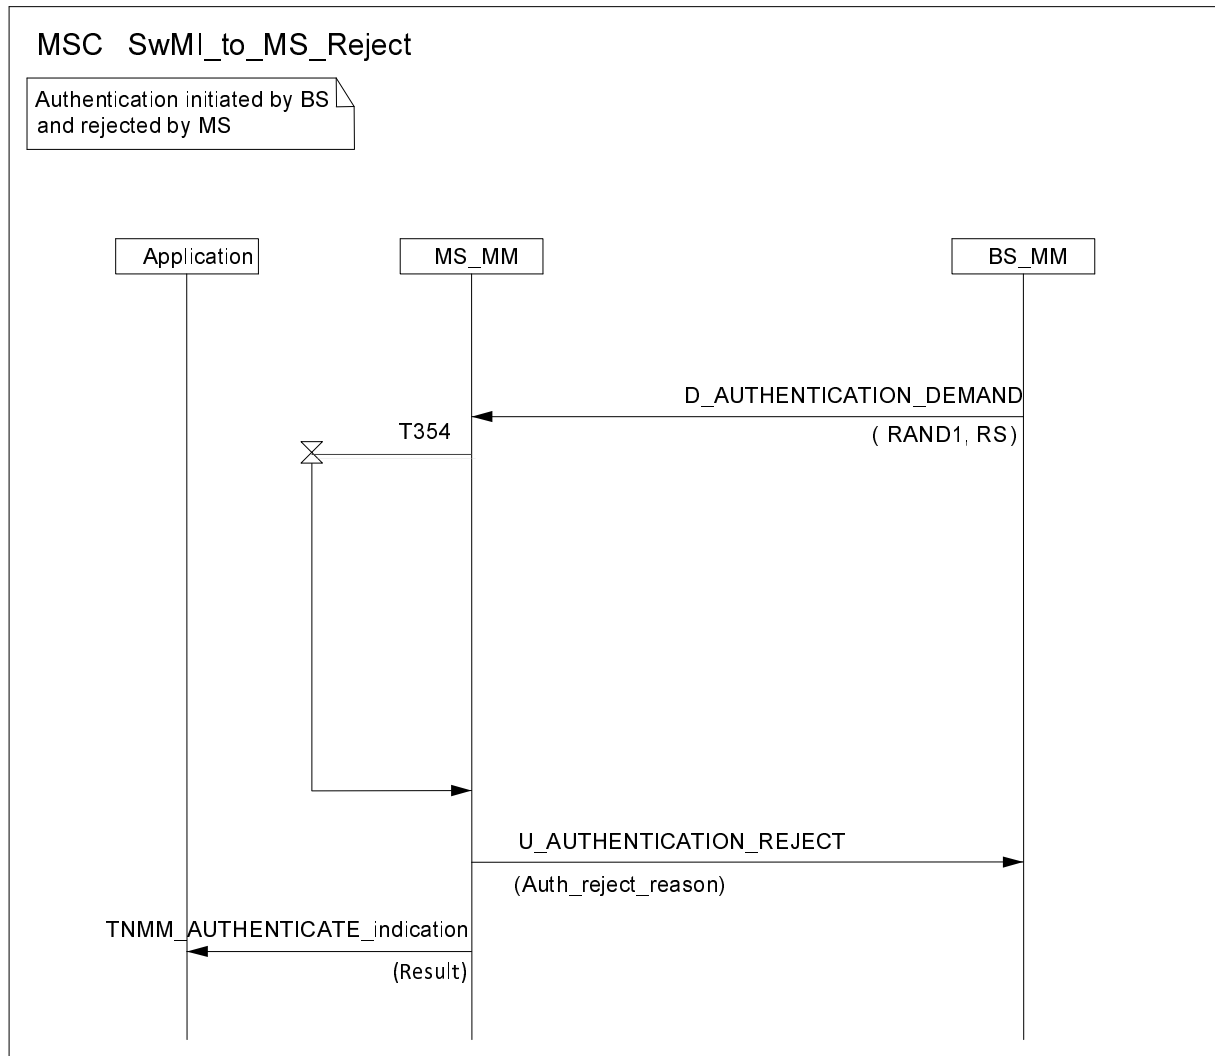 MSC SwMI_to_MS_Reject
Authentication initiated by BS
and rejected by MS
Application
MS_MM
BS_MM
D_AUTHENTICATION_DEMAND
( RAND1, RS)
T354
U_AUTHENTICATION_REJECT
(Auth_reject_reason)
TNMM_AUTHENTICATE_indication
(Result)